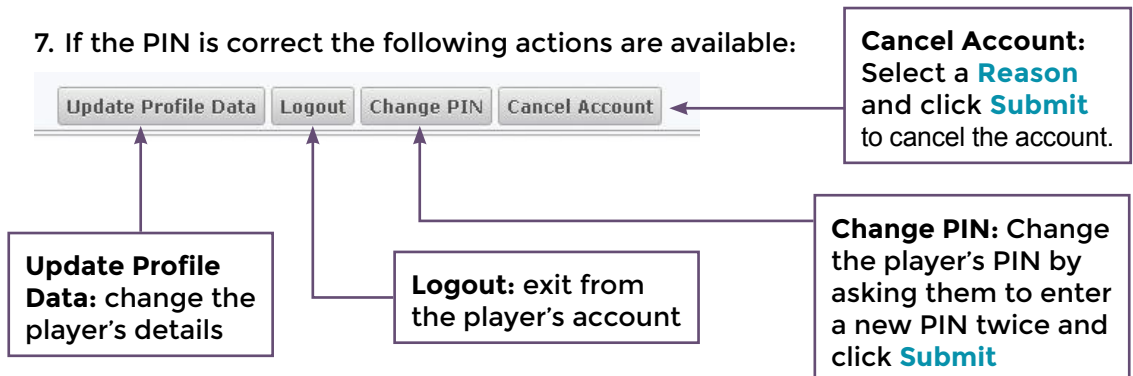 7. If the PIN is correct the following actions are available:
Update Profile Data Logout Change PIN Cancel Account
Cancel Account:
Select a Reason
and click Submit
to cancel the account.
Update Profile
Data: change the
player’s details
Logout: exit from
the player’s account
Change PIN: Change
the player’s PIN by
asking them to enter
a new PIN twice and
click Submit